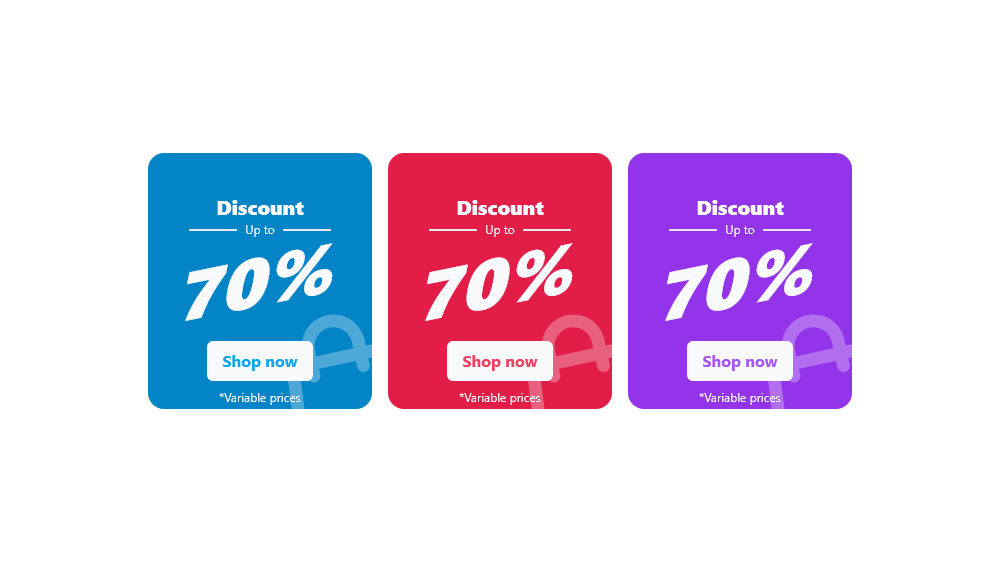 Discount
Up to
70%
Shop now
*Variable prices
Discount
Up to
70%
Shop now
*Variable prices
Discount
Up to
70%
Shop now
*Variable prices